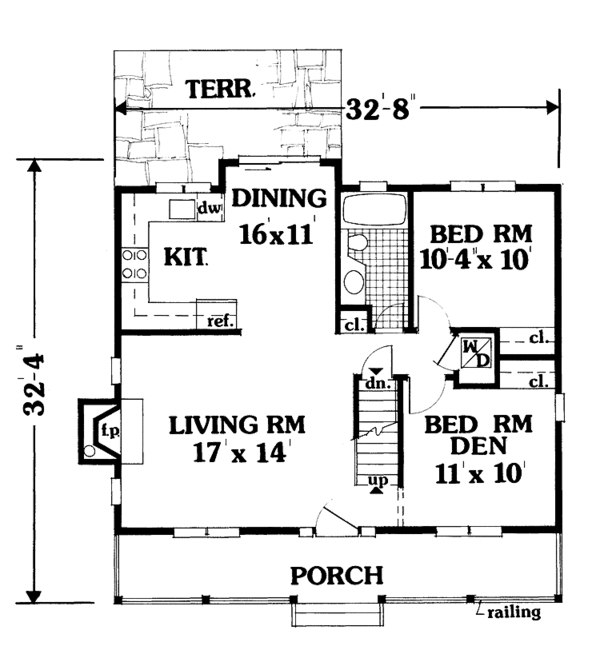 TERR.
32'-8"
DINING
16'x11'
dw
KIT.
BED RM
10'-4"x 10'
ref.
cl.
cl.
W
D
cl.
dn.
32'-4"
f.p.
LIVING RM
17' x 14'
BED RM
DEN
11'x 10'
up
PORCH
railing